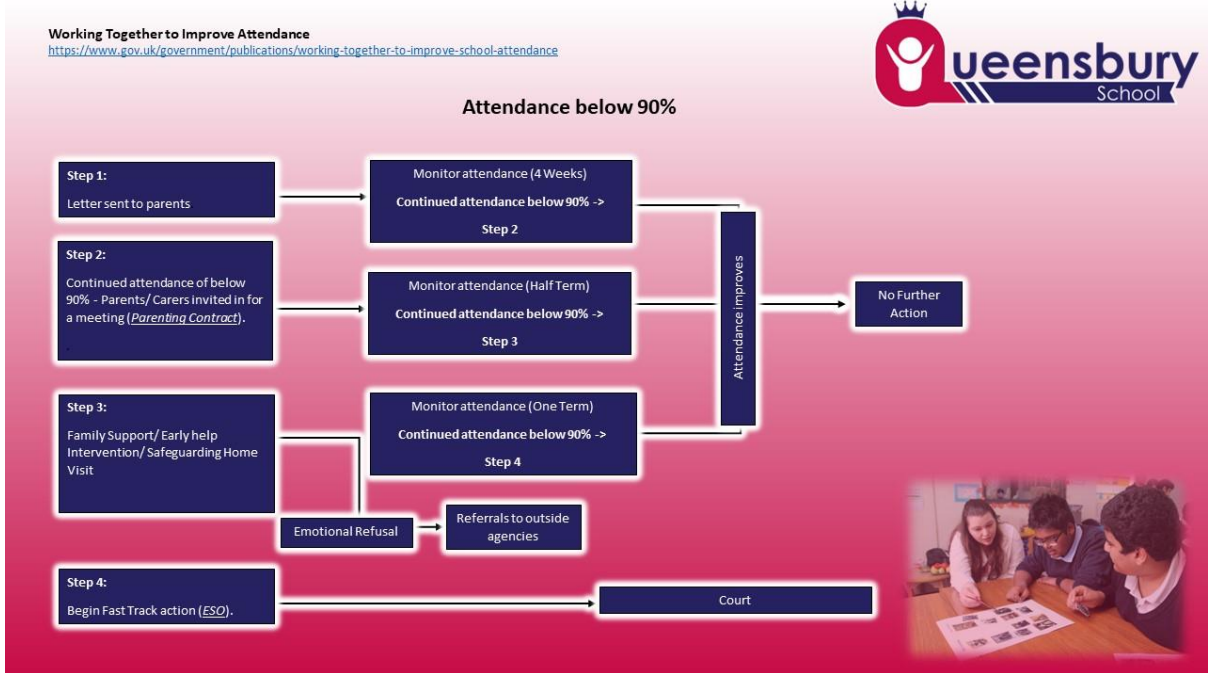 Working Together to Improve Attendance
https://www.gov.uk/government/publications/working-together-to-improve-school-attendance
Queensbury
School
Attendance below 90%
Step 1:
Letter sent to parents
Monitor attendance (4 Weeks)
Continued attendance below 90% ->
Step 2
Step 2:
Continued attendance of below
90% - Parents/ Carers invited in for
a meeting (Parenting Contract).
.
Monitor attendance (Half Term)
Continued attendance below 90% ->
Step 3
Attendance improves
No Further
Action
Step 3:
Family Support/ Early help
Intervention/ Safeguarding Home
Visit
Monitor attendance (One Term)
Continued attendance below 90% ->
Step 4
Emotional Refusal
Referrals to outside
agencies
Step 4:
Begin Fast Track action (ESO).
Court